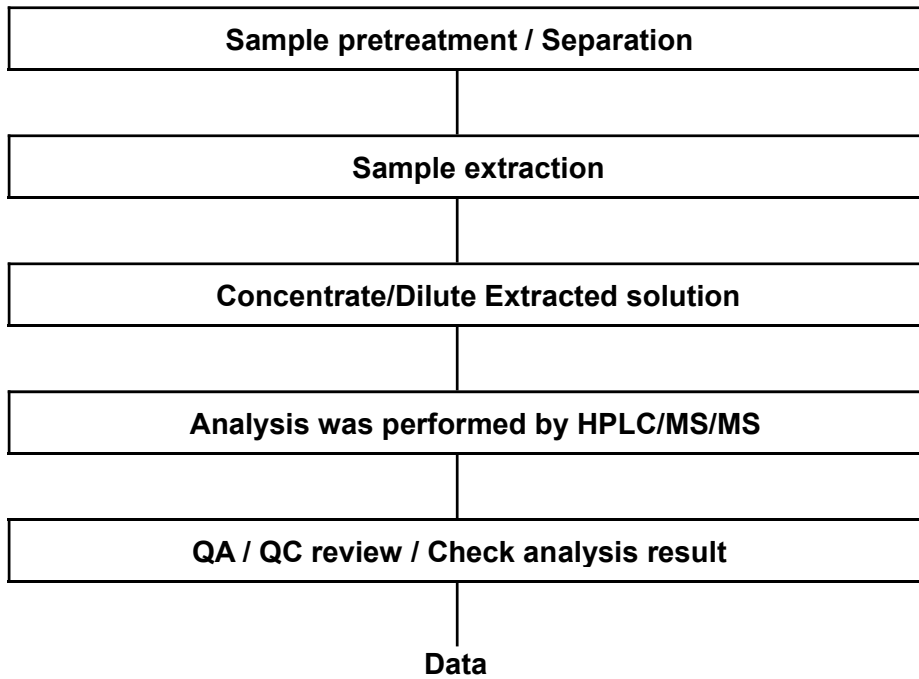 Sample pretreatment / Separation
Sample extraction
Concentrate/Dilute Extracted solution
Analysis was performed by HPLC/MS/MS
QA / QC review / Check analysis result
Data